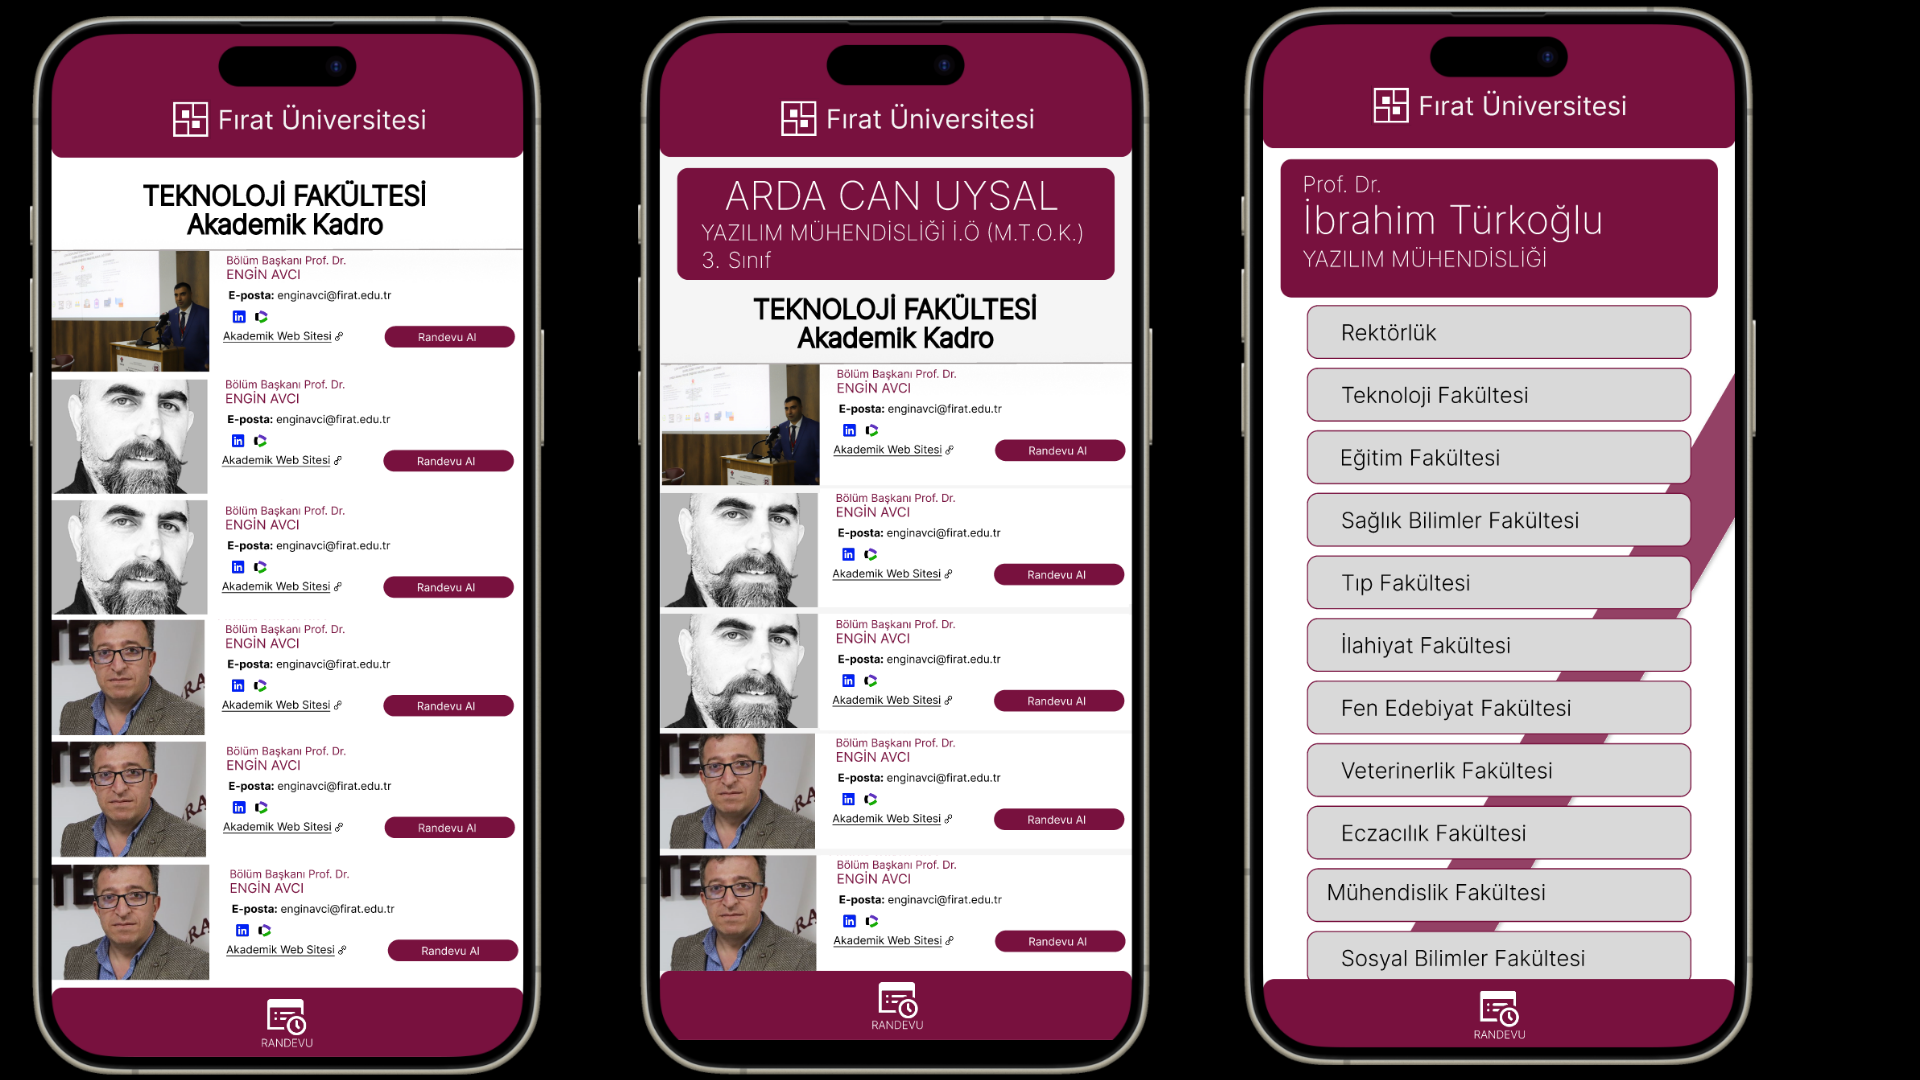 Fırat Üniversitesi
TEKNOLOJİ FAKÜLTESİ
Akademik Kadro
Bölüm Başkanı Prof. Dr.
ENGİN AVCI
E-posta: enginavci@firat.edu.tr
Akademik Web Sitesi
Randevu Al
Bölüm Başkanı Prof. Dr.
ENGİN AVCI
E-posta: enginavci@firat.edu.tr
Akademik Web Sitesi
Randevu Al
Bölüm Başkanı Prof. Dr.
ENGİN AVCI
E-posta: enginavci@firat.edu.tr
Akademik Web Sitesi
Randevu Al
Bölüm Başkanı Prof. Dr.
ENGİN AVCI
E-posta: enginavci@firat.edu.tr
Akademik Web Sitesi
Randevu Al
Bölüm Başkanı Prof. Dr.
ENGİN AVCI
E-posta: enginavci@firat.edu.tr
Akademik Web Sitesi
Randevu Al
Bölüm Başkanı Prof. Dr.
ENGİN AVCI
E-posta: enginavci@firat.edu.tr
Akademik Web Sitesi
Randevu Al
RANDEVU
Fırat Üniversitesi
ARDA CAN UYSAL
YAZILIM MÜHENDİSLİĞİ İ.Ö (M.T.O.K.)
3. Sınıf
TEKNOLOJİ FAKÜLTESİ
Akademik Kadro
Bölüm Başkanı Prof. Dr.
ENGİN AVCI
E-posta: enginavci@firat.edu.tr
Akademik Web Sitesi
Randevu Al
Bölüm Başkanı Prof. Dr.
ENGİN AVCI
E-posta: enginavci@firat.edu.tr
Akademik Web Sitesi
Randevu Al
Bölüm Başkanı Prof. Dr.
ENGİN AVCI
E-posta: enginavci@firat.edu.tr
Akademik Web Sitesi
Randevu Al
Bölüm Başkanı Prof. Dr.
ENGİN AVCI
E-posta: enginavci@firat.edu.tr
Akademik Web Sitesi
Randevu Al
Bölüm Başkanı Prof. Dr.
ENGİN AVCI
E-posta: enginavci@firat.edu.tr
Akademik Web Sitesi
Randevu Al
RANDEVU
Fırat Üniversitesi
Prof. Dr.
İbrahim Türkoğlu
YAZILIM MÜHENDİSLİĞİ
Rektörlük
Teknoloji Fakültesi
Eğitim Fakültesi
Sağlık Bilimler Fakültesi
Tıp Fakültesi
İlahiyat Fakültesi
Fen Edebiyat Fakültesi
Veterinerlik Fakültesi
Eczacılık Fakültesi
Mühendislik Fakültesi
Sosyal Bilimler Fakültesi
RANDEVU